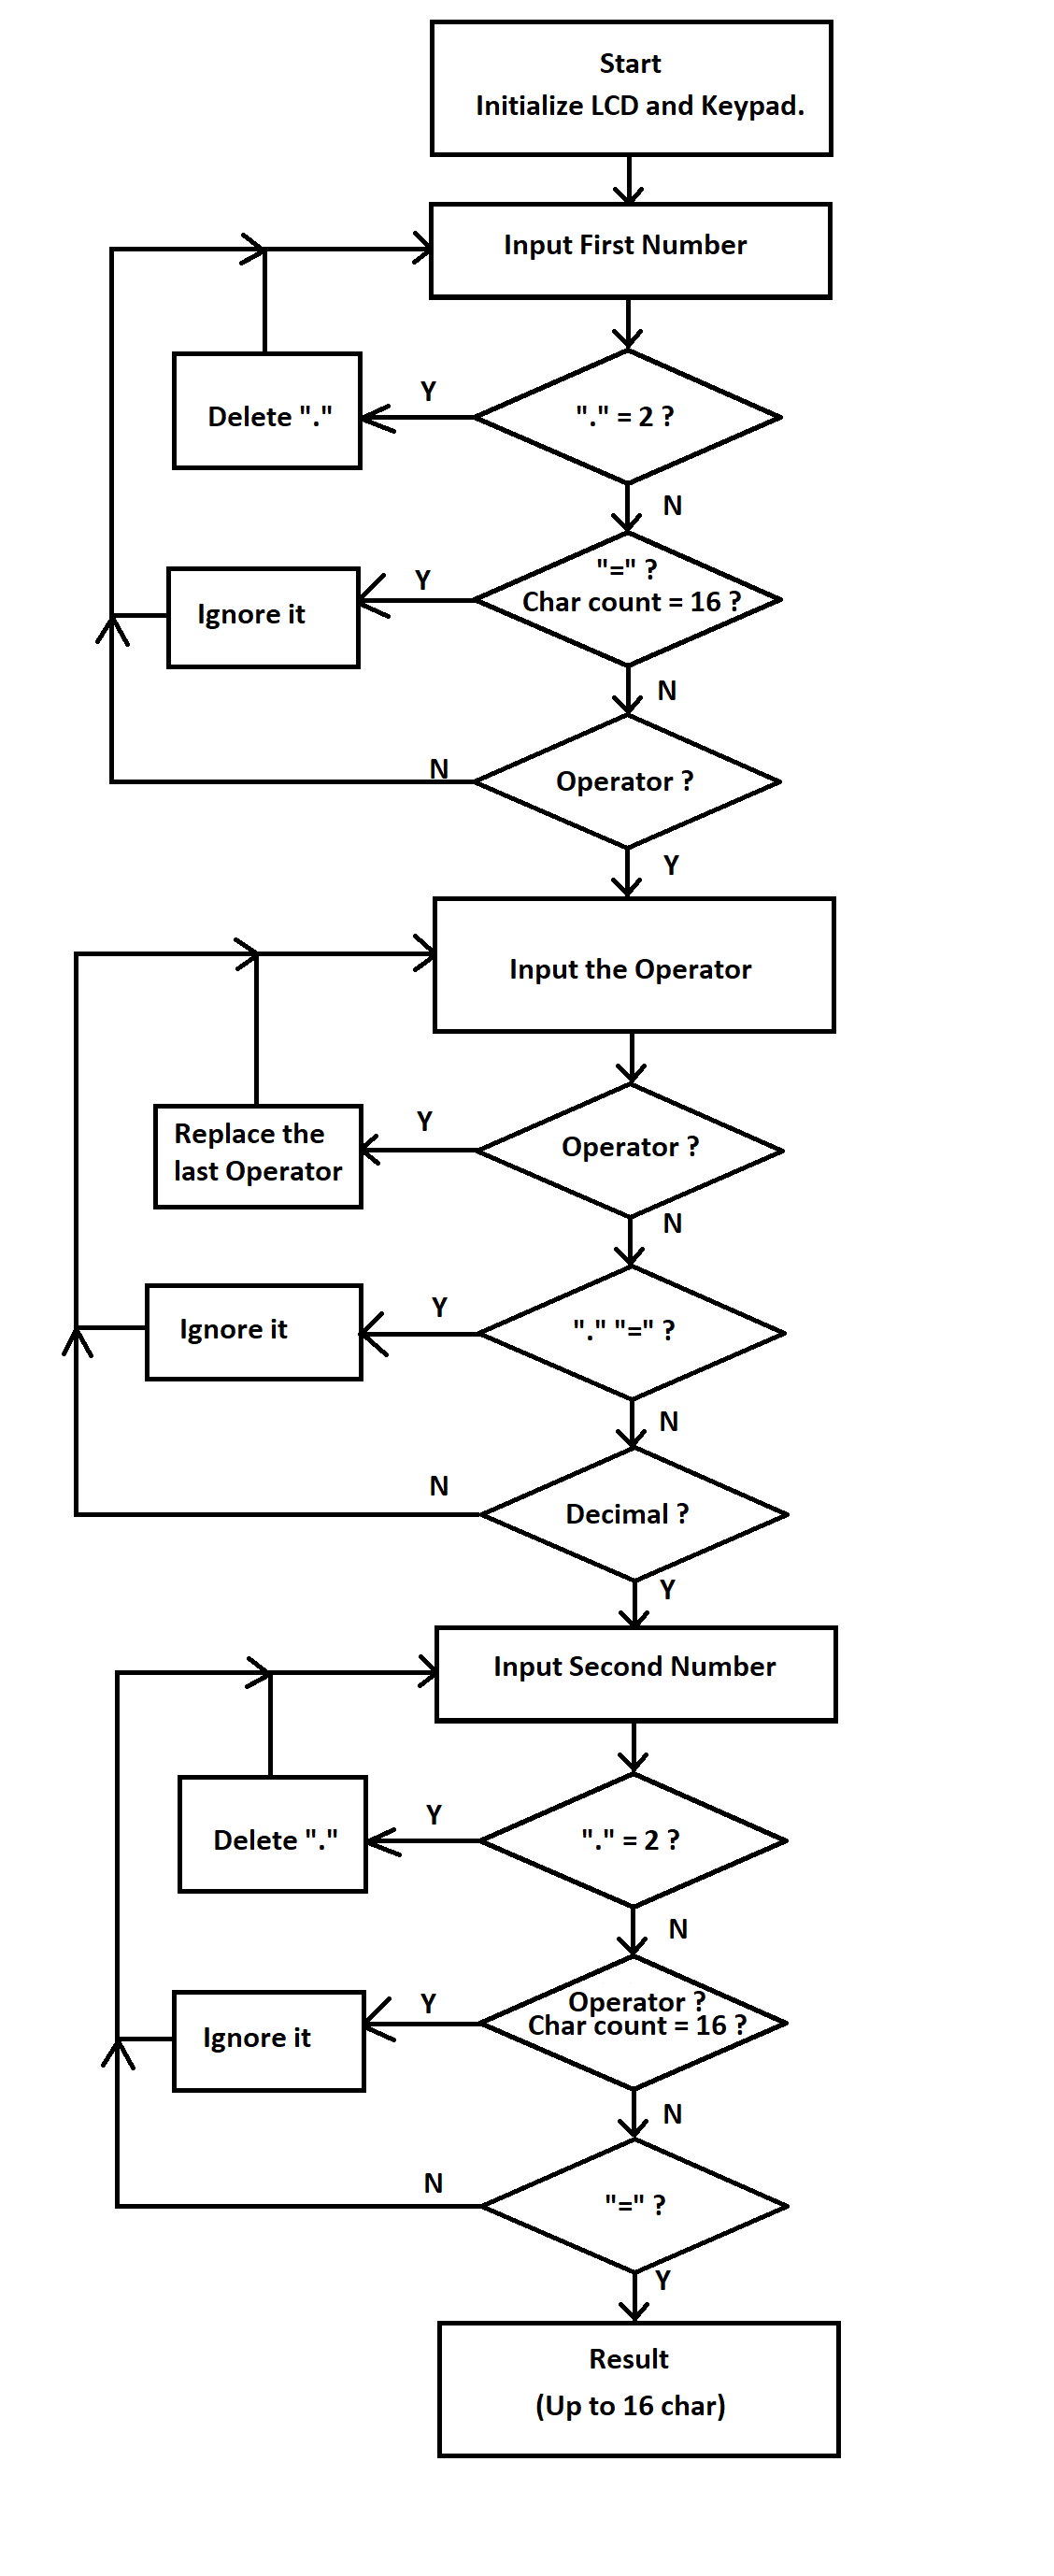 Start
Initialize LCD and Keypad.
Input First Number
Y
Delete "."
"." = 2 ?
N
"=" ?
Y
Char count = 16 ?
Ignore it
N
N
Operator ?
Y
Input the Operator
Y
Replace the
last Operator
Operator ?
N
Y
Ignore it
"." "=" ?
N
N
Decimal ?
Y
Input Second Number
Y
Delete "."
"." = 2 ?
N
Operator ?
Y
Char count = 16 ?
Ignore it
N
N
"=" ?
Y
Result
(Up to 16 char)